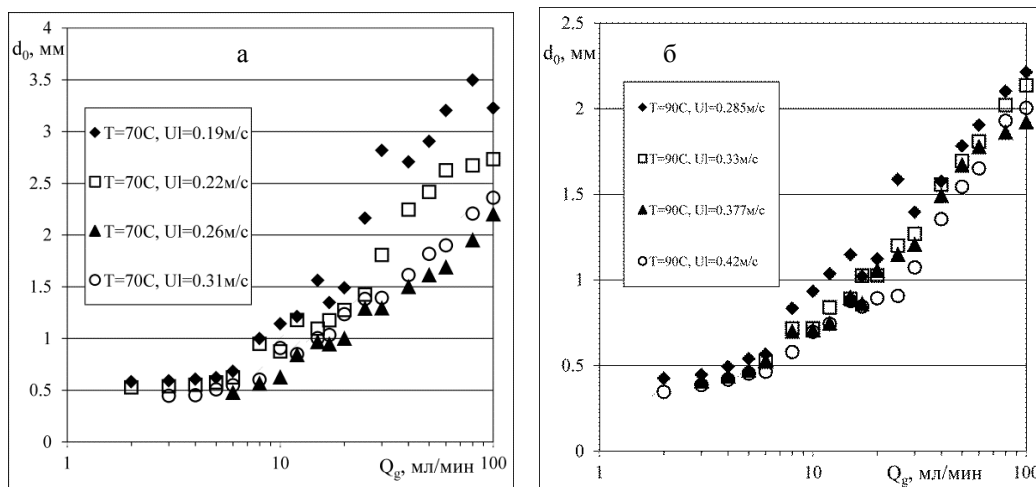 а
d₀, мм
4
3.5
3
2.5
2
1.5
1
0.5
0
T=70C, Ul=0.19м/с
T=70C, Ul=0.22м/с
T=70C, Ul=0.26м/с
T=70C, Ul=0.31м/с
1 10 100
Q_g, мл/мин
б
d₀, мм
2.5
2
1.5
1
0.5
0
T=90C, Ul=0.285м/с
T=90C, Ul=0.33м/с
T=90C, Ul=0.377м/с
T=90C, Ul=0.42м/с
1 10 100
Q_g, мл/мин